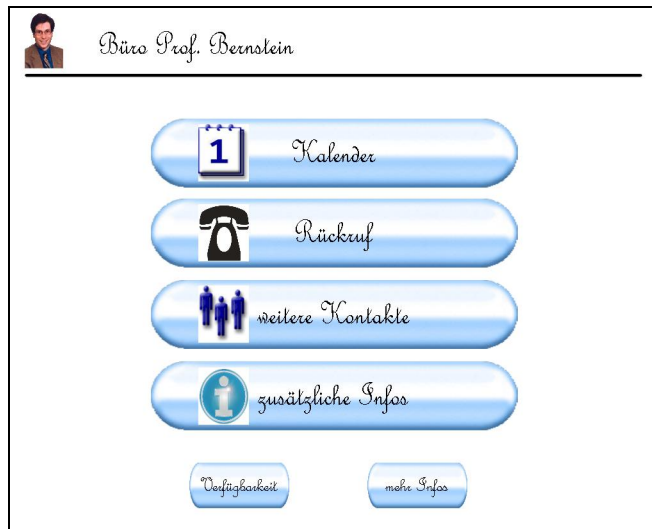 Büro Prof. Bernstein
1
Kalender
Rückruf
weitere Kontakte
zusätzliche Infos
Verfügbarkeit
mehr Infos